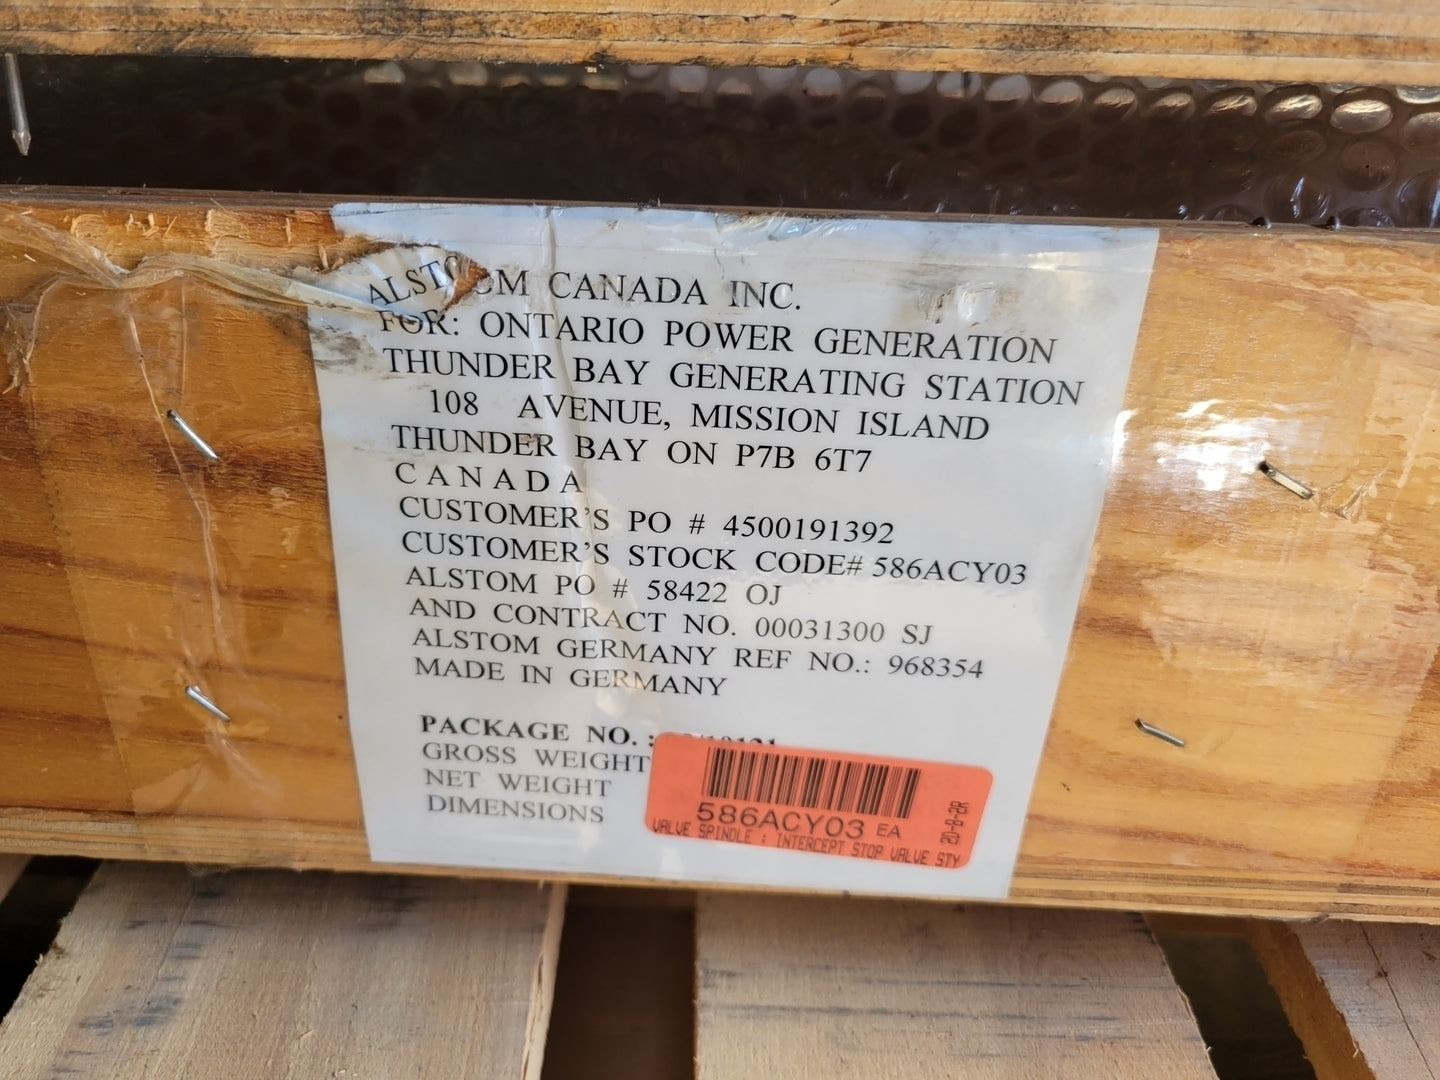 ALSTOM CANADA INC.
FOR: ONTARIO POWER GENERATION
THUNDER BAY GENERATING STATION
108 AVENUE, MISSION ISLAND
THUNDER BAY ON P7B 6T7
CANADA
CUSTOMER'S PO # 4500191392
CUSTOMER'S STOCK CODE# 586ACY03
ALSTOM PO # 58422 OJ
AND CONTRACT NO. 00031300 SJ
ALSTOM GERMANY REF NO.: 968354
MADE IN GERMANY
PACKAGE NO. :
GROSS WEIGHT
NET WEIGHT
DIMENSIONS
586ACY03 EA
VALVE SPINDLE : INTERCEPT STOP VALVE STY